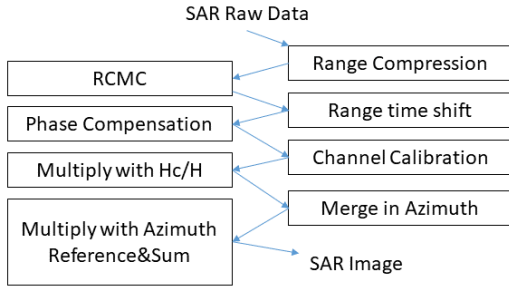 SAR Raw Data
Range Compression
RCMC
Range time shift
Phase Compensation
Channel Calibration
Multiply with Hc/H
Merge in Azimuth
Multiply with Azimuth
Reference&Sum
SAR Image